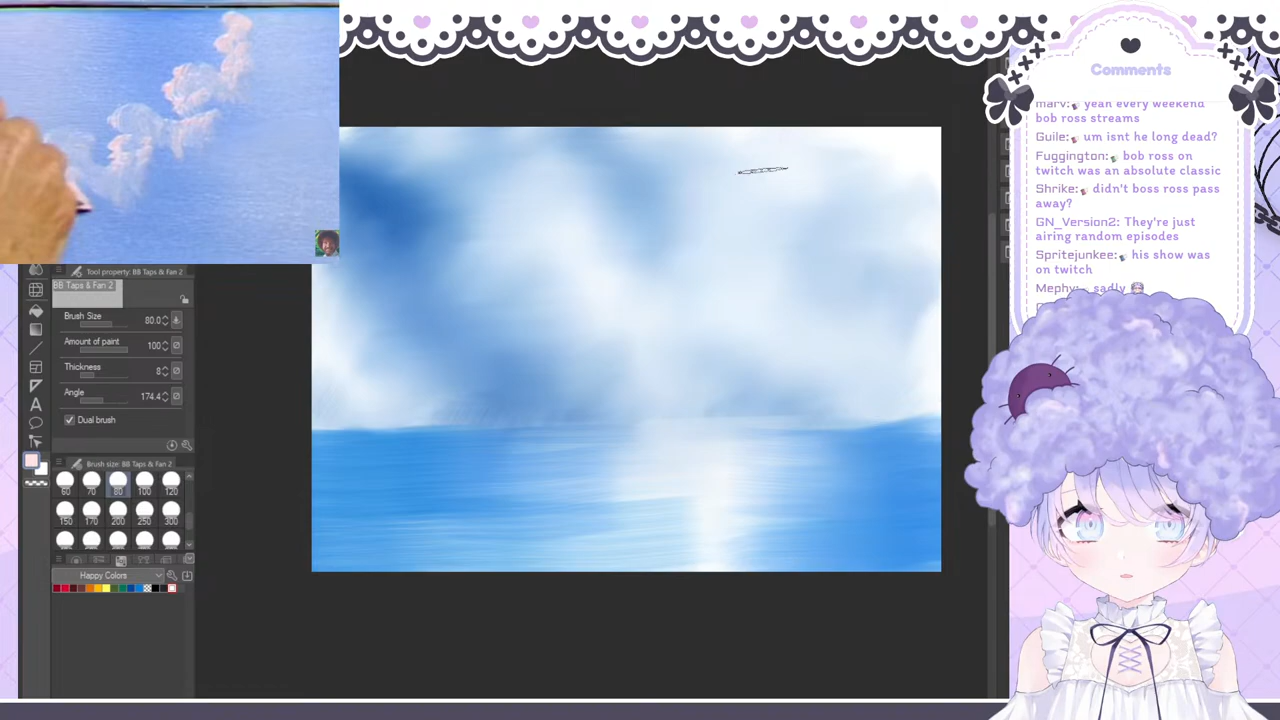 Comments
marv: yeah every weekend
bob ross streams
Guile: um isnt he long dead?
Fuggington: bob ross on
twitch was an absolute classic
Shrike: didn't boss ross pass
away?
GN_Version2: They're just
airing random episodes
Spritejunkee: his show was
on twitch
Mephy: sadly
Tool property: BB Taps & Fan 2
BB Taps & Fan 2
Brush Size 80.0
Amount of paint 100
Thickness 8
Angle 174.4
Dual brush
Brush size: BB Taps & Fan 2
60 70 80 100 120
150 170 200 250 300
Happy Colors